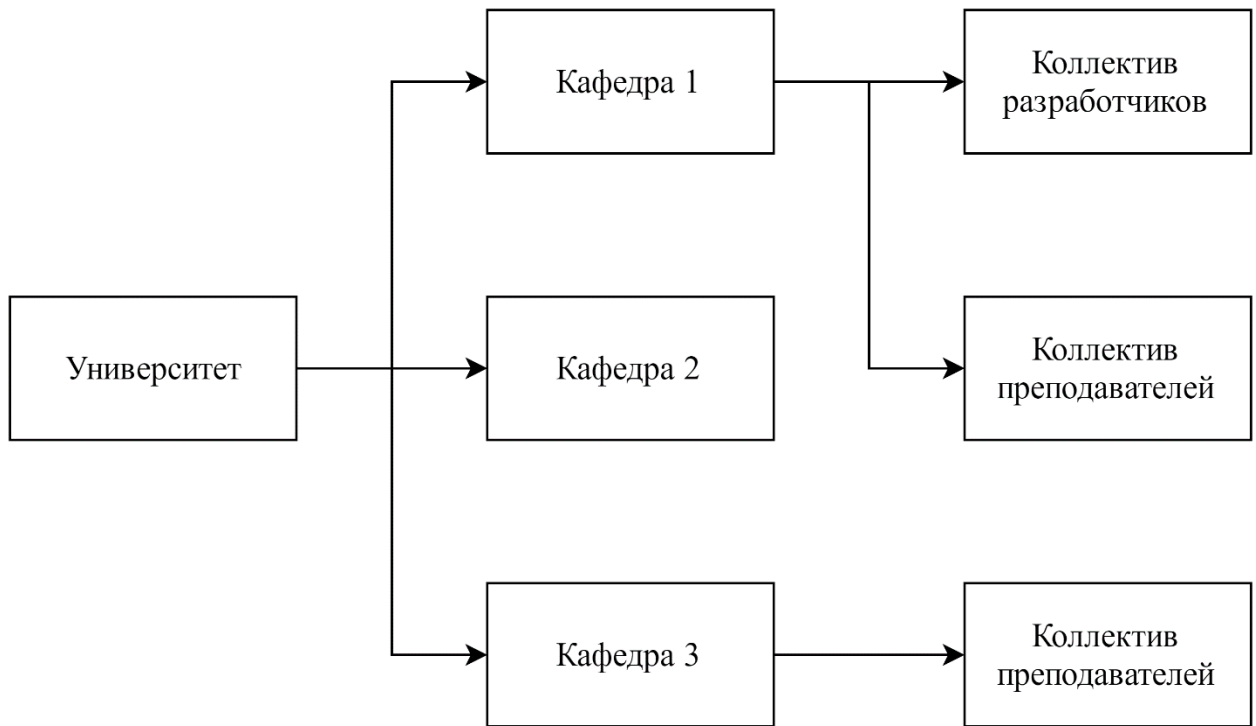 Кафедра 1
Коллектив
разработчиков
Университет
Кафедра 2
Коллектив
преподавателей
Кафедра 3
Коллектив
преподавателей